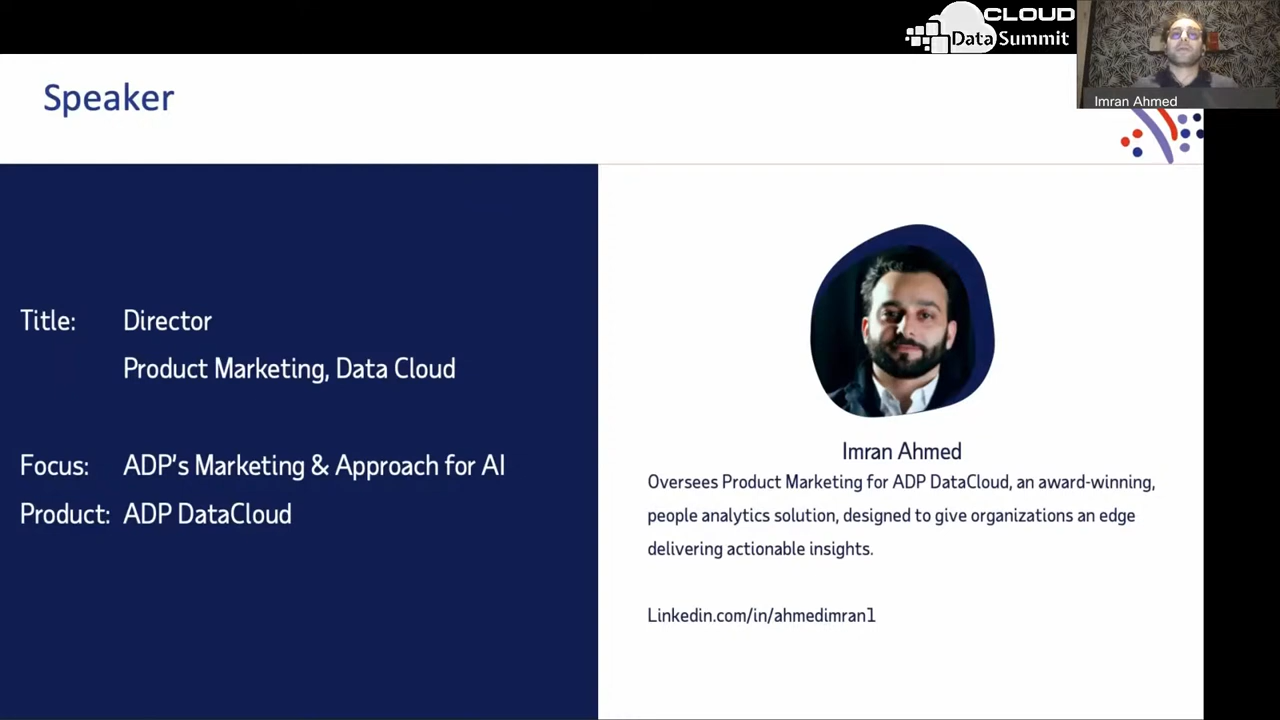 CLOUD
Data Summit
Imran Ahmed
Speaker
Title: Director
Product Marketing, Data Cloud
Focus: ADP's Marketing & Approach for AI
Product: ADP DataCloud
Imran Ahmed
Oversees Product Marketing for ADP DataCloud, an award-winning,
people analytics solution, designed to give organizations an edge
delivering actionable insights.
Linkedin.com/in/ahmedimran1